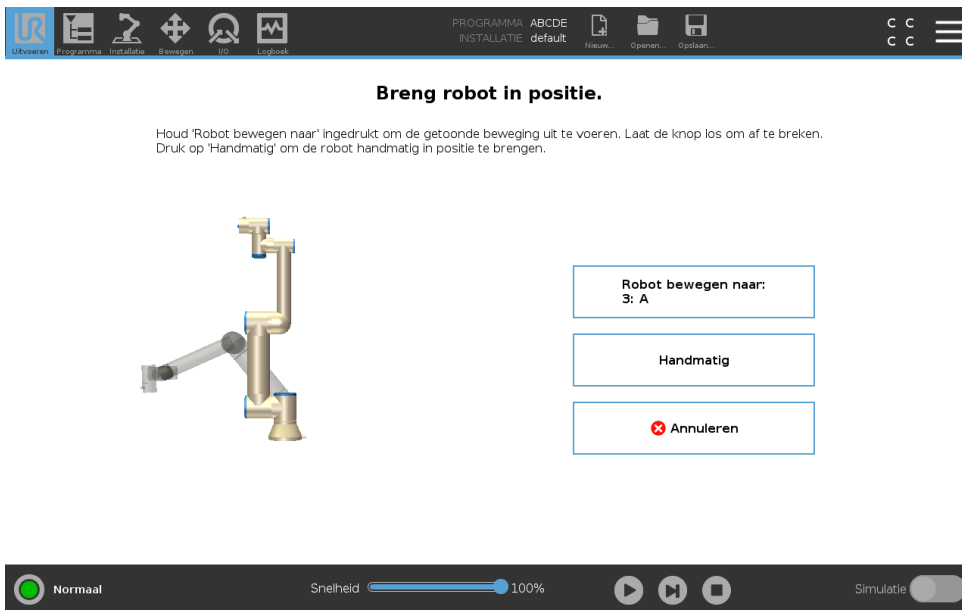 Uitvoeren Programma Installatie Bewegen I/O Logboek
PROGRAMMA ABCDE
INSTALLATIE default
Nieuw... Openen... Opslaan...
C C
C C
Breng robot in positie.
Houd 'Robot bewegen naar' ingedrukt om de getoonde beweging uit te voeren. Laat de knop los om af te breken.
Druk op 'Handmatig' om de robot handmatig in positie te brengen.
Robot bewegen naar:
3: A
Handmatig
Annuleren
Normaal Snelheid 100% Simulatie